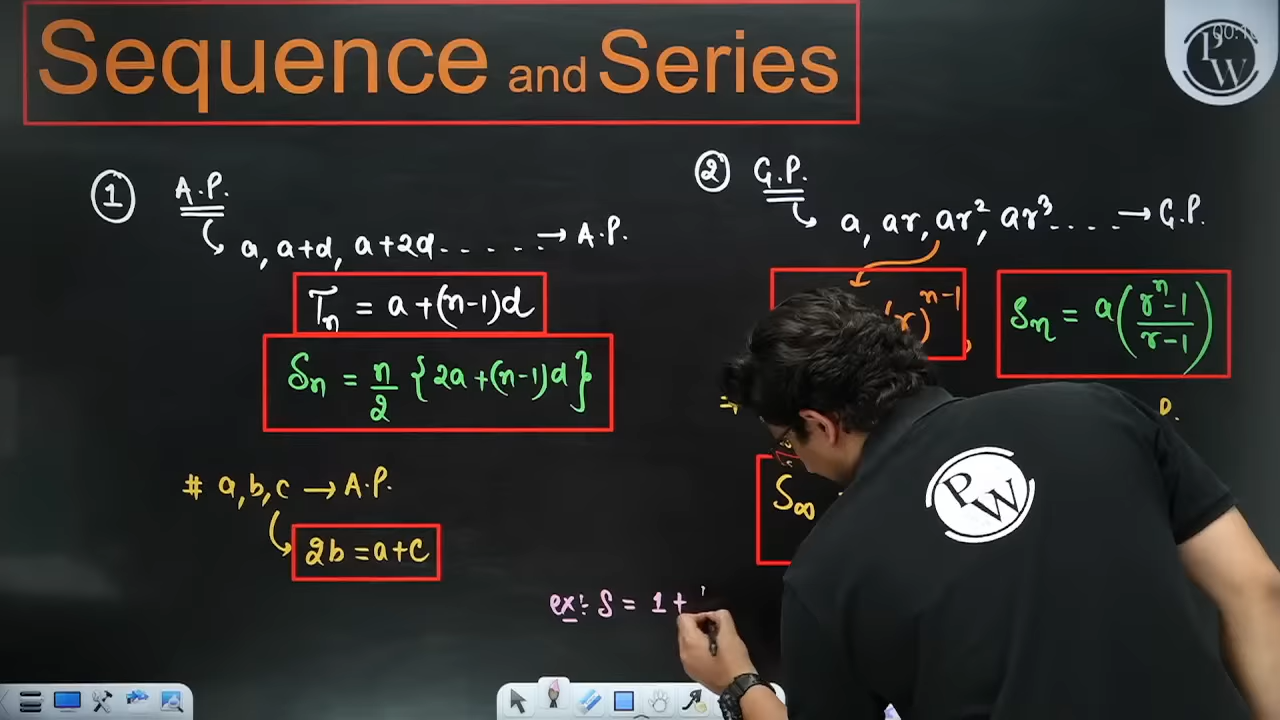 Sequence and Series
① A.P.
a, a+d, a+2d..... → A.P.
Tn = a+(n-1)d
Sn = n/2 {2a+(n-1)d}
# a,b,c → A.P.
2b = a+c
② G.P.
a, ar, ar², ar³.... → G.P.
(r)^(n-1)
Sn = a((r^n-1)/(r-1))
S∞
ex: S = 1 +
PW
PW